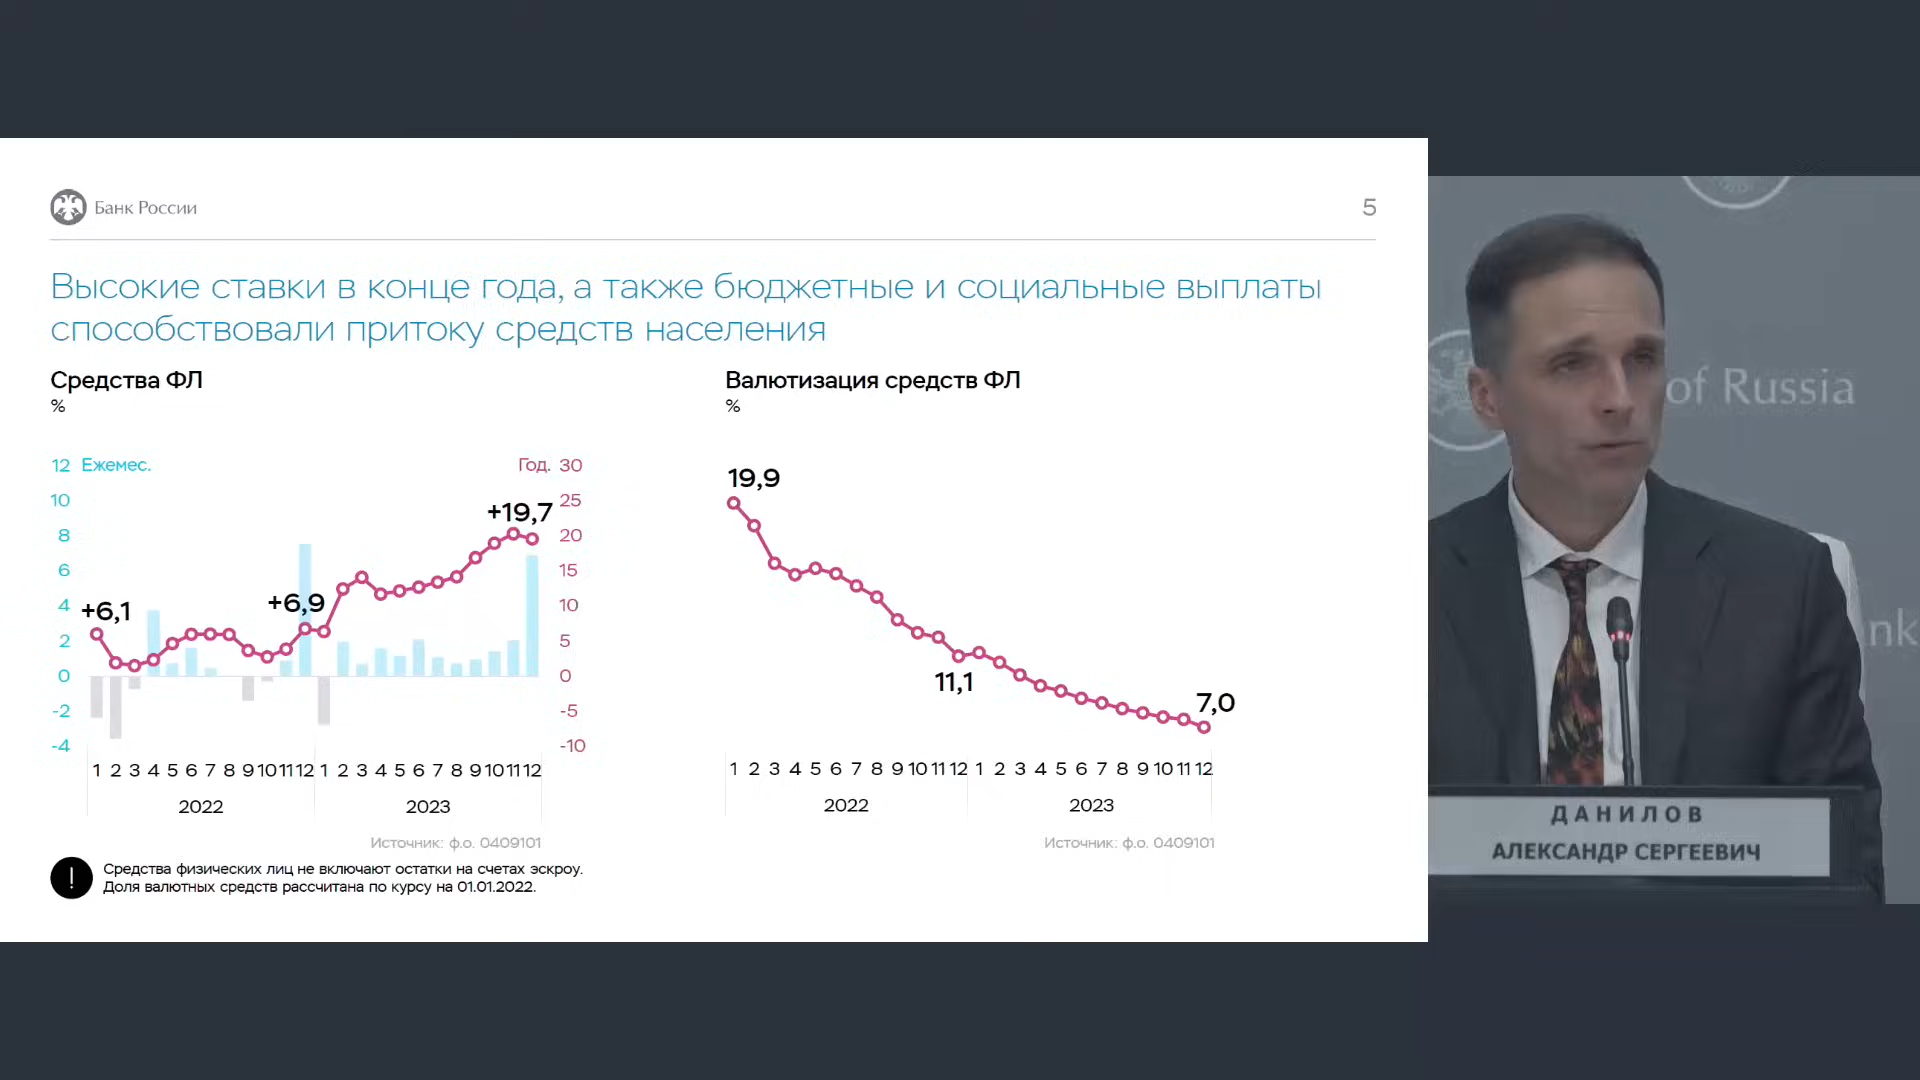 Банк России
5
Высокие ставки в конце года, а также бюджетные и социальные выплаты
способствовали притоку средств населения
Средства ФЛ
%
12 Ежемес.
Год. 30
10
25
8
20
6
15
4
10
2
5
0
0
-2
-5
-4
-10
+6,1
+6,9
+19,7
1 2 3 4 5 6 7 8 9 10 11 12 1 2 3 4 5 6 7 8 9 10 11 12
2022
2023
Источник: ф.о. 0409101
Валютизация средств ФЛ
%
19,9
11,1
7,0
1 2 3 4 5 6 7 8 9 10 11 12 1 2 3 4 5 6 7 8 9 10 11 12
2022
2023
Источник: ф.о. 0409101
!
Средства физических лиц не включают остатки на счетах эскроу.
Доля валютных средств рассчитана по курсу на 01.01.2022.
of Russia
nk
ДАНИЛОВ
АЛЕКСАНДР СЕРГЕЕВИЧ